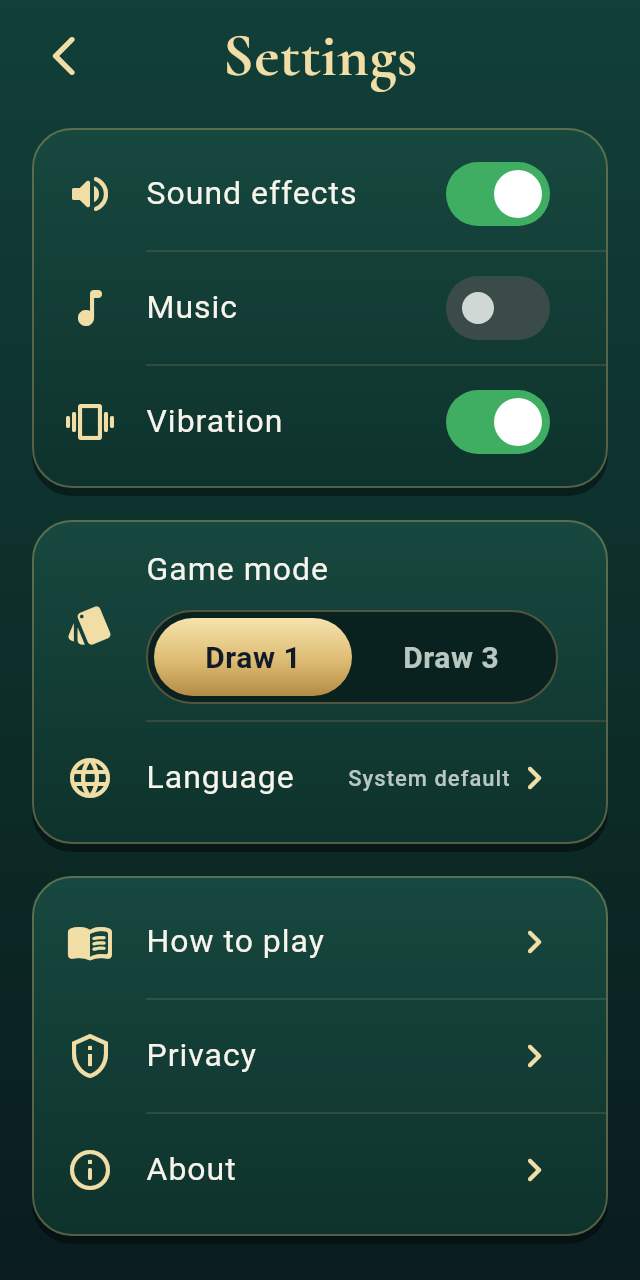 Settings
Sound effects
Music
Vibration
Game mode
Draw 1 Draw 3
Language System default
How to play
Privacy
About